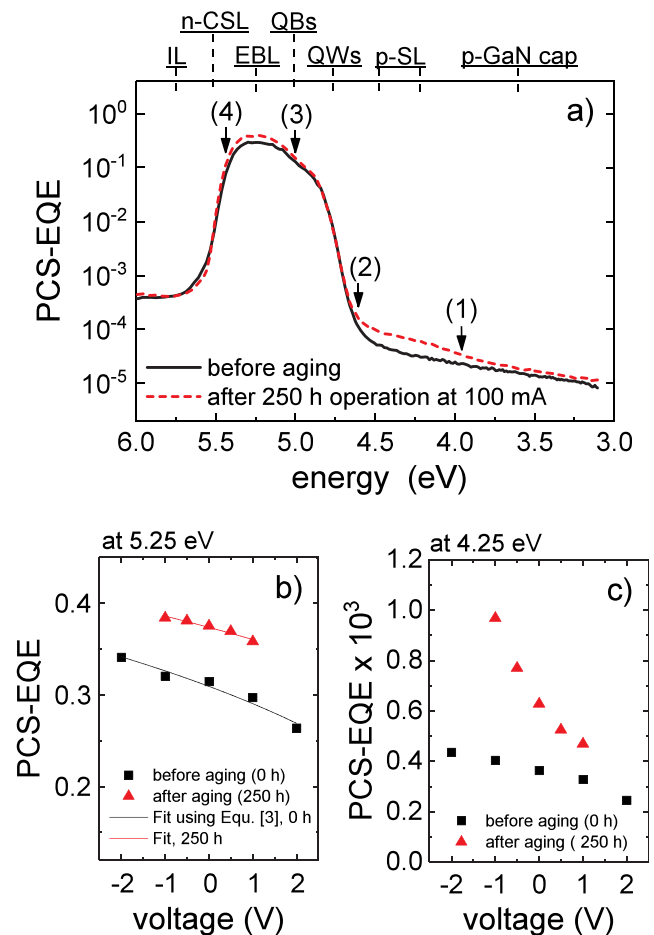 n-CSL QBs
IL EBL QWs p-SL p-GaN cap
a)
(4) (3)
(2)
(1)
10^0
10^-1
10^-2
10^-3
10^-4
10^-5
PCS-EQE
before aging
after 250 h operation at 100 mA
6.0 5.5 5.0 4.5 4.0 3.5 3.0
energy (eV)
at 5.25 eV
b)
0.4
0.3
0.2
PCS-EQE
before aging (0 h)
after aging (250 h)
Fit using Equ. [3], 0 h
Fit, 250 h
-2 -1 0 1 2
voltage (V)
at 4.25 eV
c)
1.2
1.0
0.8
0.6
0.4
0.2
0.0
PCS-EQE x 10^3
before aging (0 h)
after aging ( 250 h)
-2 -1 0 1 2
voltage (V)